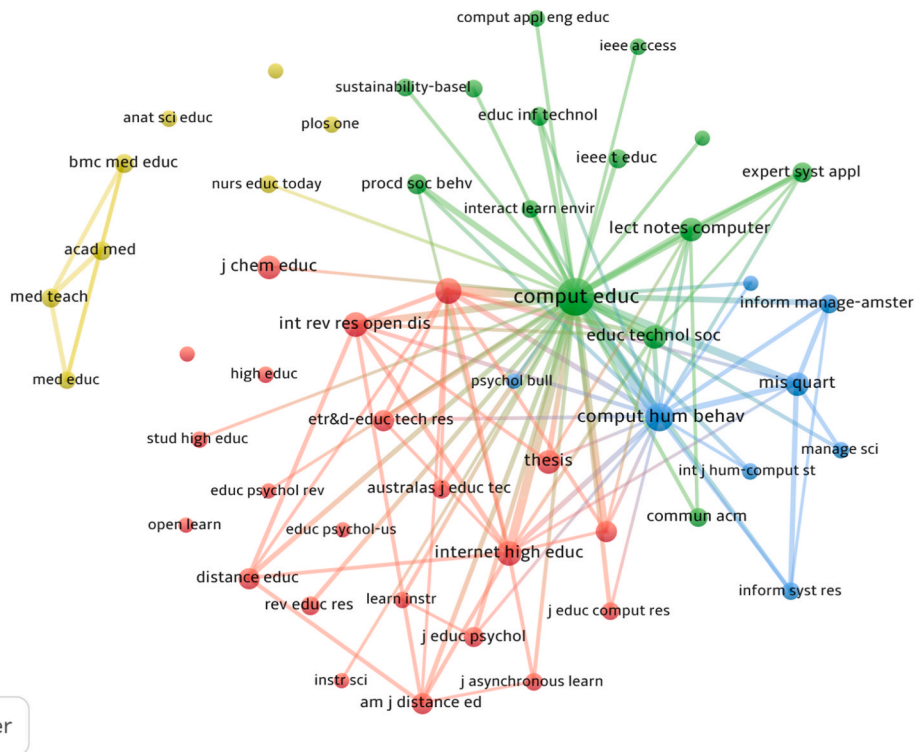 comput appl eng educ
ieee access
sustainability-basel
educ inf technol
anat sci educ
plos one
bmc med educ
ieee t educ
expert syst appl
nurs educ today
procd soc behv
interact learn envir
lect notes computer
acad med
j chem educ
med teach
comput educ
inform manage-amster
int rev res open dis
educ technol soc
med educ
high educ
psychol bull
mis quart
etr&d-educ tech res
comput hum behav
stud high educ
manage sci
thesis
int j hum-comput st
educ psychol rev
australas j educ tec
commun acm
open learn
educ psychol-us
internet high educ
distance educ
inform syst res
rev educ res
learn instr
j educ comput res
j educ psychol
instr sci
j asynchronous learn
am j distance ed
er